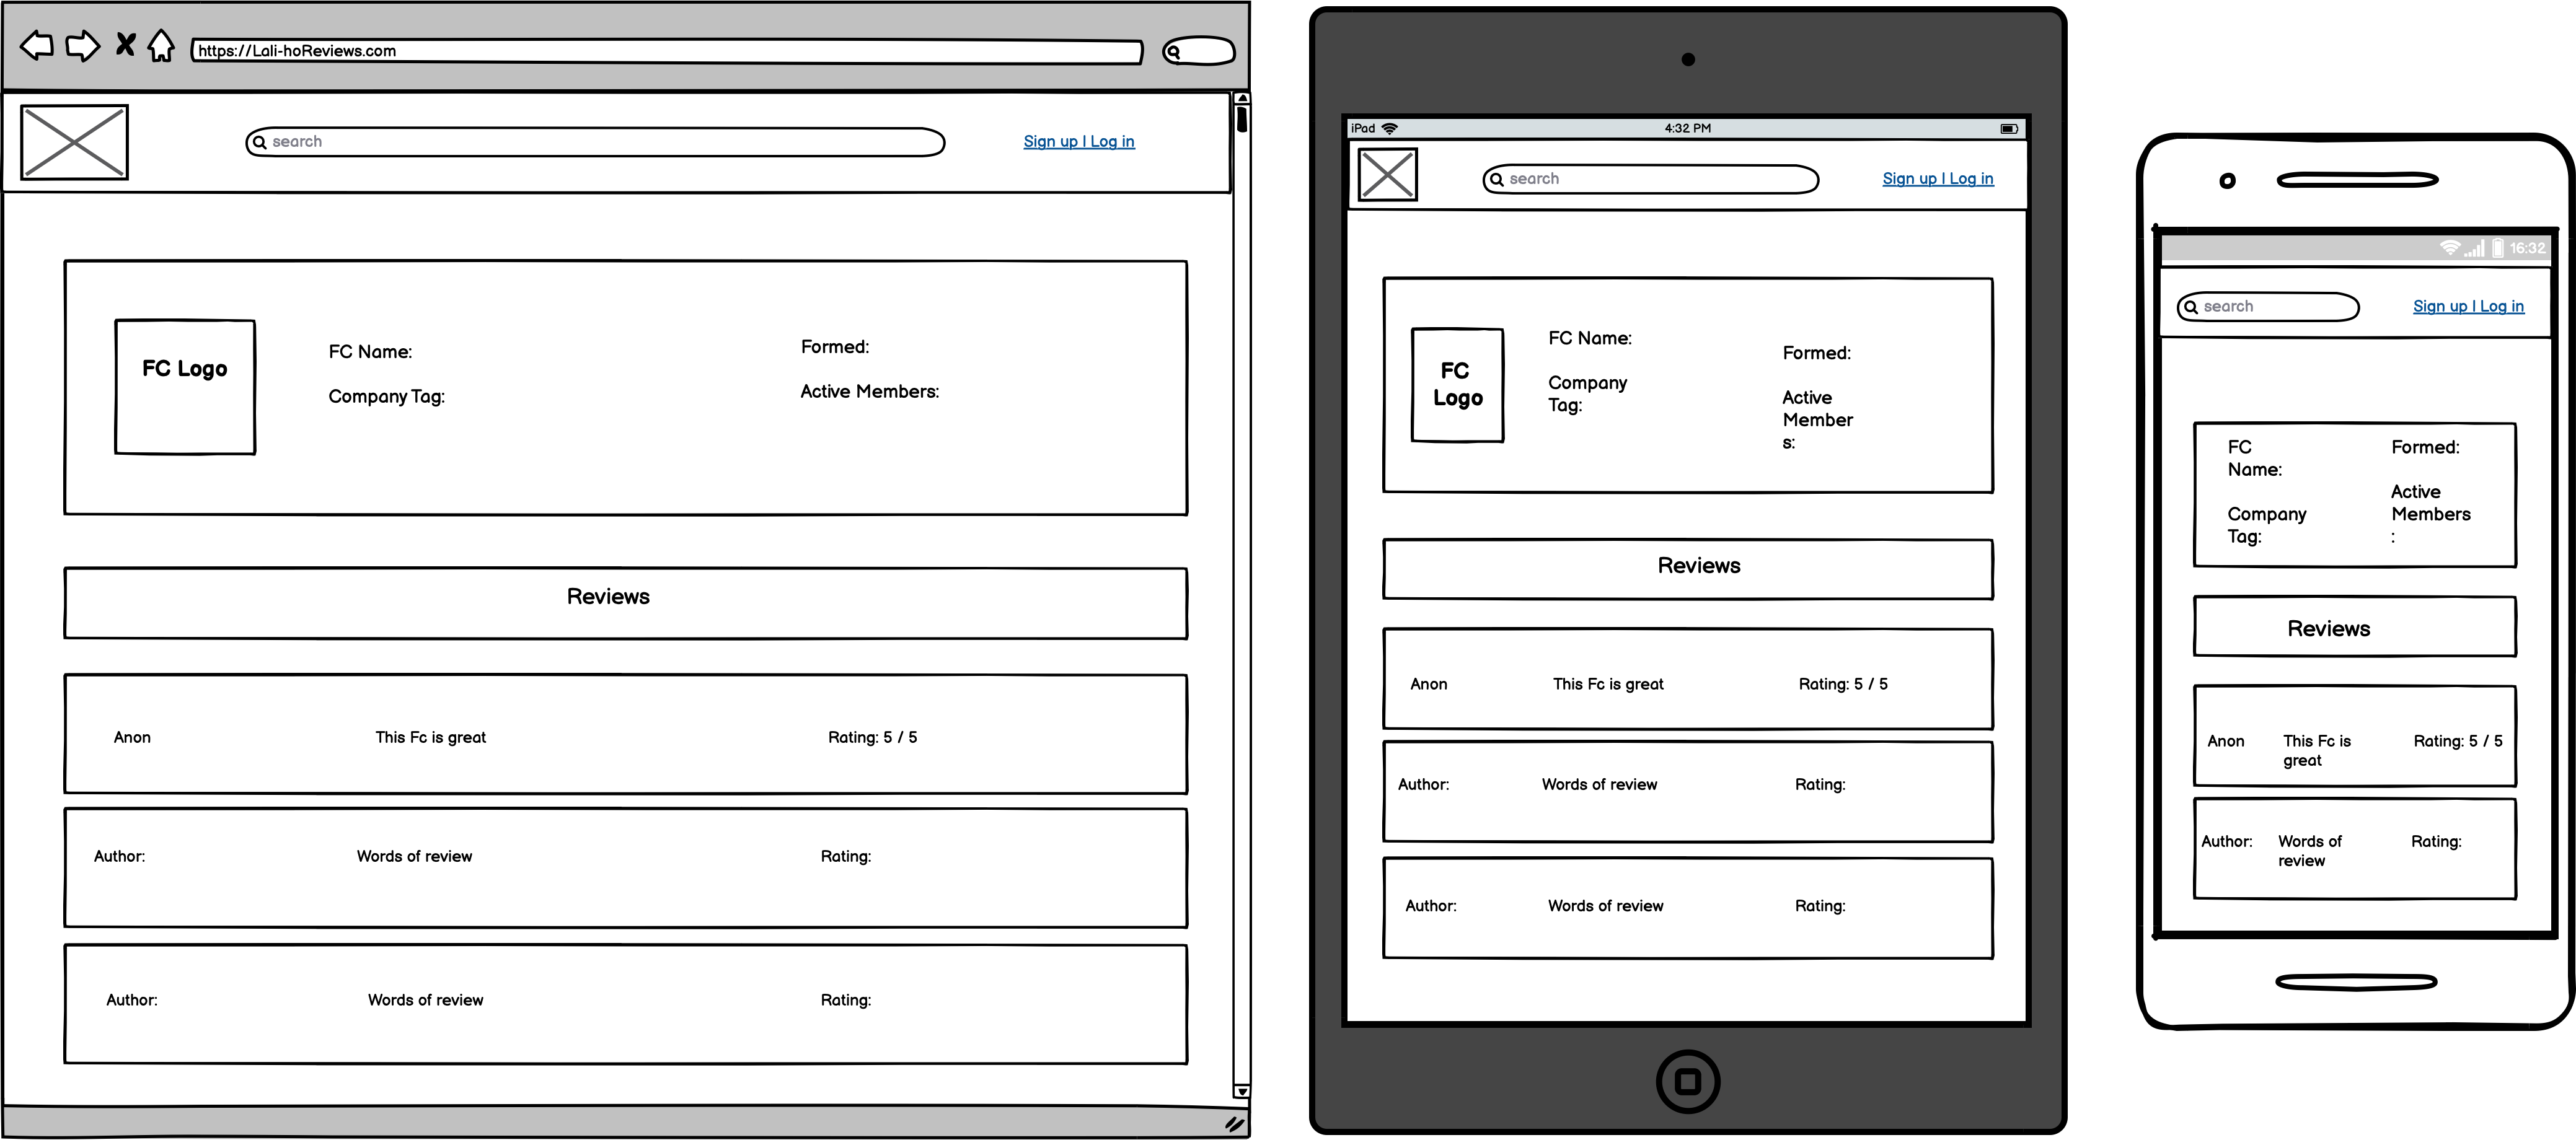 https://Lali-hoReviews.com
search
Sign up | Log in
FC Logo
FC Name:
Company Tag:
Formed:
Active Members:
Reviews
Anon
This Fc is great
Rating: 5 / 5
Author:
Words of review
Rating:
Author:
Words of review
Rating:
iPad
4:32 PM
search
Sign up | Log in
FC
Logo
FC Name:
Company
Tag:
Formed:
Active
Member
s:
Reviews
Anon
This Fc is great
Rating: 5 / 5
Author:
Words of review
Rating:
Author:
Words of review
Rating:
16:32
search
Sign up | Log in
FC
Name:
Company
Tag:
Formed:
Active
Members
:
Reviews
Anon
This Fc is
great
Rating: 5 / 5
Author:
Words of
review
Rating: